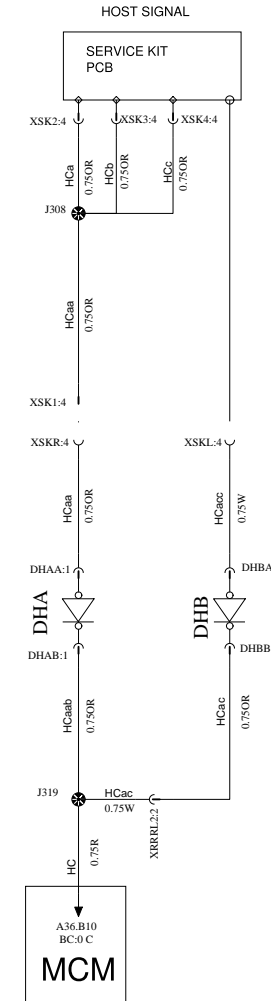 HOST SIGNAL
SERVICE KIT
PCB
XSK2:4
XSK3:4
XSK4:4
HCa
0.75OR
HCb
0.75OR
HCc
0.75OR
J308
HCaa
0.75OR
XSK1:4
XSKR:4
XSKL:4
HCaa
0.75OR
HCacc
0.75W
DHAA:1
DHBA
DHA
DHB
DHAB:1
DHBB
HCaab
0.75OR
HCac
0.75OR
J319
HCac
0.75W
XRRRL2:2
HC
0.75R
A36.B10
BC:0 C
MCM